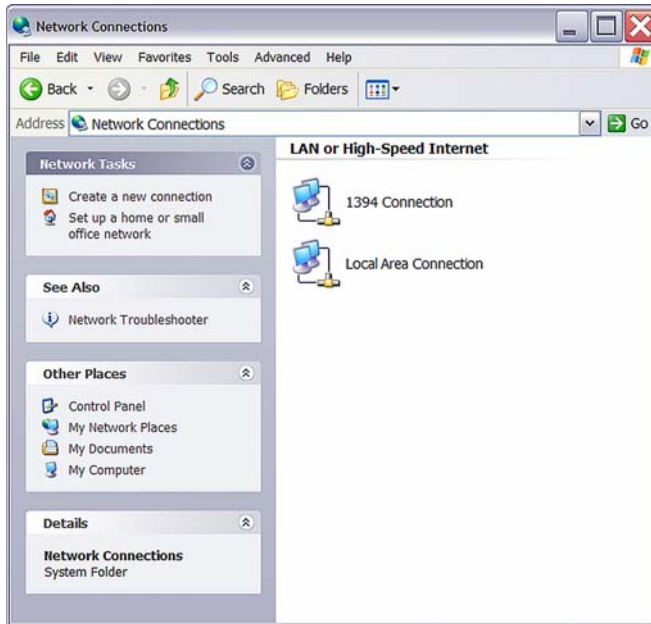 Network Connections
File Edit View Favorites Tools Advanced Help
Back Search Folders
Address Network Connections Go
Network Tasks
Create a new connection
Set up a home or small
office network
See Also
Network Troubleshooter
Other Places
Control Panel
My Network Places
My Documents
My Computer
Details
Network Connections
System Folder
LAN or High-Speed Internet
1394 Connection
Local Area Connection